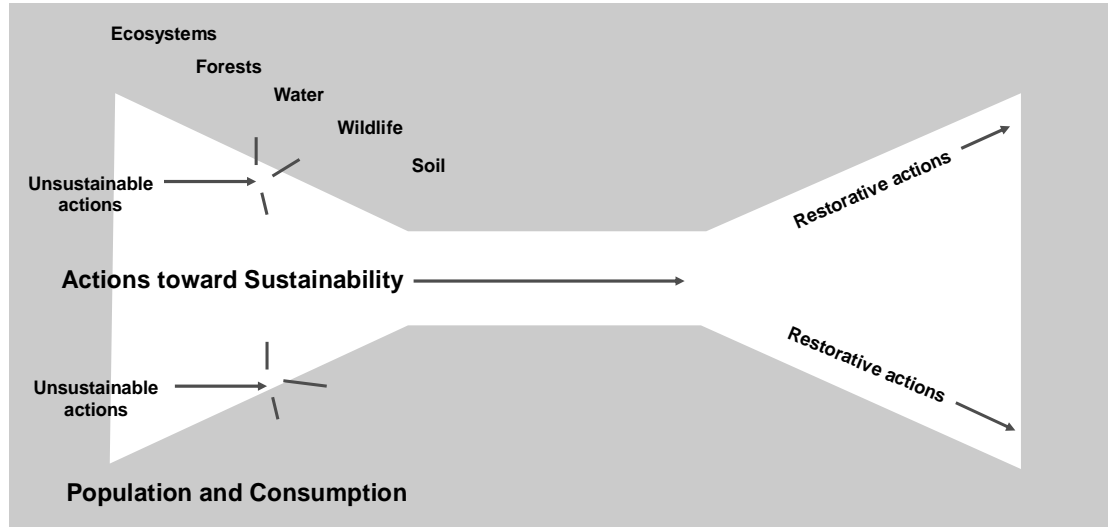 Ecosystems
Forests
Water
Wildlife
Soil
Unsustainable
actions
Actions toward Sustainability
Unsustainable
actions
Population and Consumption
Restorative actions
Restorative actions